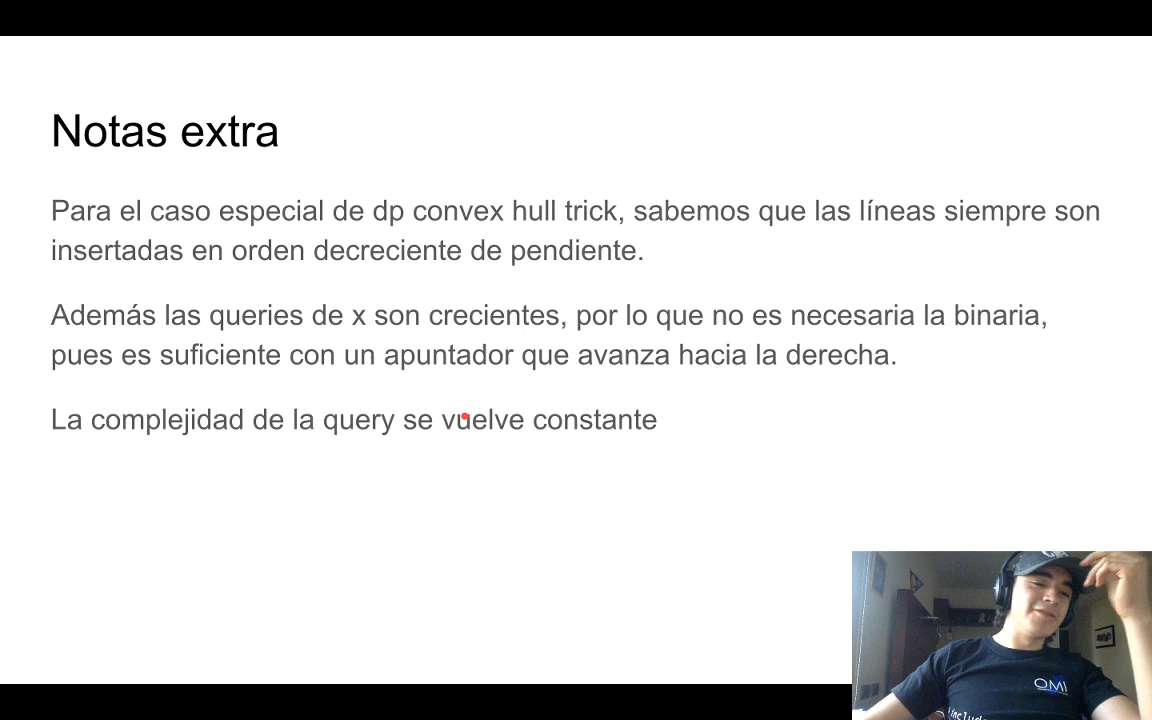 Notas extra
Para el caso especial de dp convex hull trick, sabemos que las líneas siempre son
insertadas en orden decreciente de pendiente.
Además las queries de x son crecientes, por lo que no es necesaria la binaria,
pues es suficiente con un apuntador que avanza hacia la derecha.
La complejidad de la query se vuelve constante
OMI